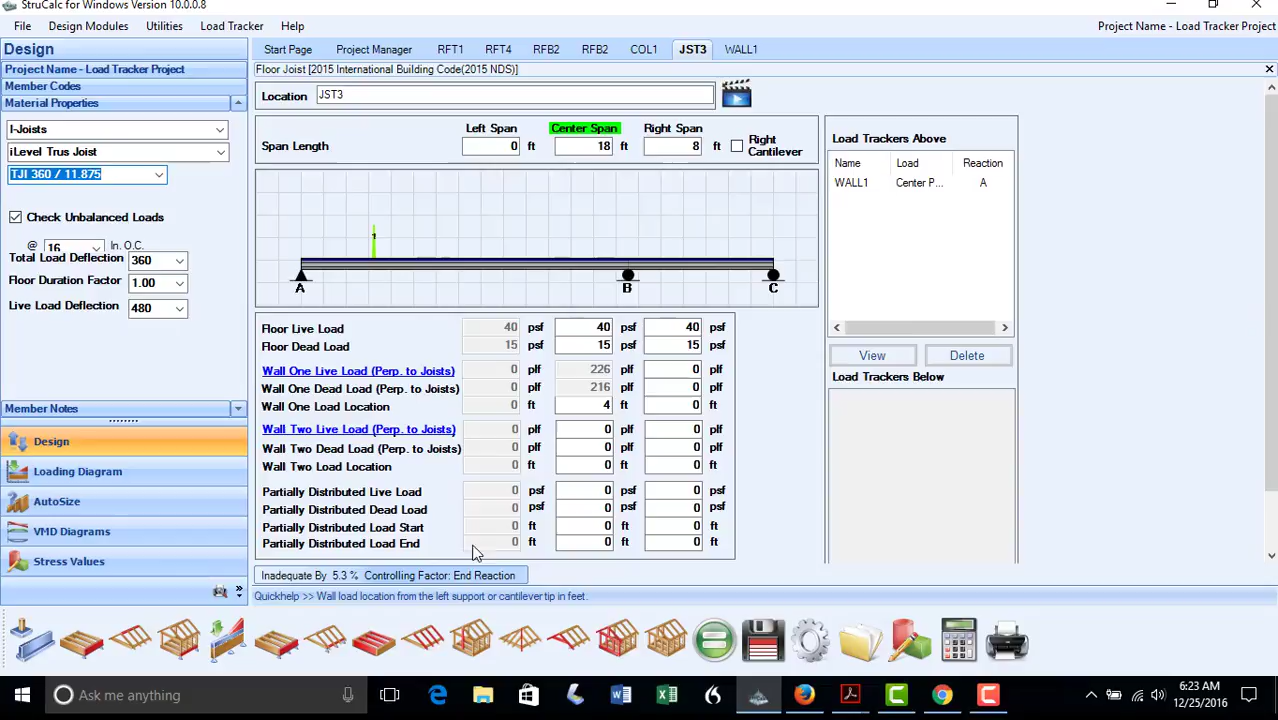 StruCalc for Windows Version 10.0.0.8
File Design Modules Utilities Load Tracker Help Project Name - Load Tracker Project
Design
Start Page Project Manager RFT1 RFT4 RFB2 RFB2 COL1 JST3 WALL1
Project Name - Load Tracker Project
Floor Joist [2015 International Building Code(2015 NDS)]
Member Codes
Material Properties
Location JST3
I-Joists
iLevel Trus Joist
TJI 360 / 11.875
Check Unbalanced Loads
@ 16 In. O.C.
Total Load Deflection 360
Floor Duration Factor 1.00
Live Load Deflection 480
Member Notes
Design
Loading Diagram
AutoSize
VMD Diagrams
Stress Values
Left Span Center Span Right Span
Span Length 0 ft 18 ft 8 ft Right Cantilever
1
A B C
Floor Live Load 40 psf 40 psf 40 psf
Floor Dead Load 15 psf 15 psf 15 psf
Wall One Live Load (Perp. to Joists) 0 plf 226 plf 0 plf
Wall One Dead Load (Perp. to Joists) 0 plf 216 plf 0 plf
Wall One Load Location 0 ft 4 ft 0 ft
Wall Two Live Load (Perp. to Joists) 0 plf 0 plf 0 plf
Wall Two Dead Load (Perp. to Joists) 0 plf 0 plf 0 plf
Wall Two Load Location 0 ft 0 ft 0 ft
Partially Distributed Live Load 0 psf 0 psf 0 psf
Partially Distributed Dead Load 0 psf 0 psf 0 psf
Partially Distributed Load Start 0 ft 0 ft 0 ft
Partially Distributed Load End 0 ft 0 ft 0 ft
Inadequate By 5.3 % Controlling Factor: End Reaction
Quickhelp >> Wall load location from the left support or cantilever tip in feet.
Load Trackers Above
Name Load Reaction
WALL1 Center P... A
View Delete
Load Trackers Below
Ask me anything
6:23 AM
12/25/2016